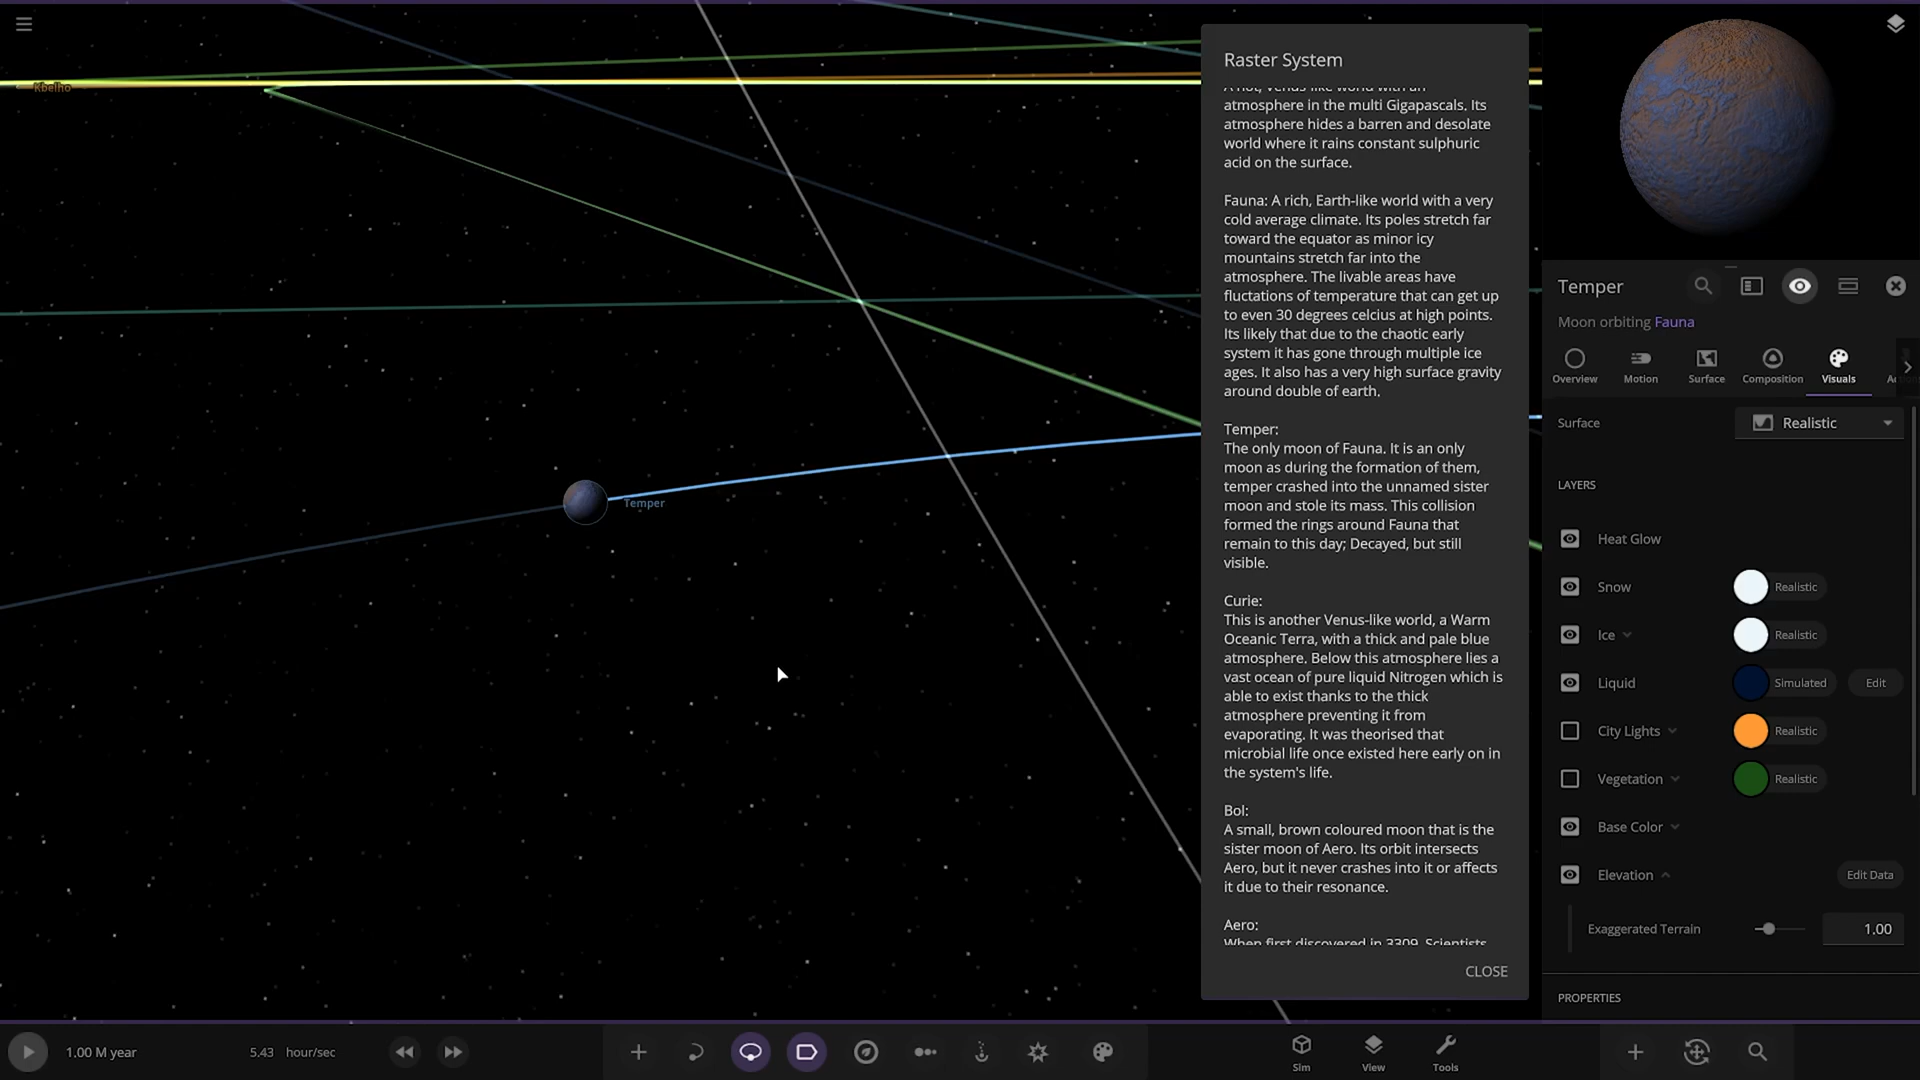 Kbelho
Temper
Raster System
A hot, Venus-like world with an
atmosphere in the multi Gigapascals. Its
atmosphere hides a barren and desolate
world where it rains constant sulphuric
acid on the surface.
Fauna: A rich, Earth-like world with a very
cold average climate. Its poles stretch far
toward the equator as minor icy
mountains stretch far into the
atmosphere. The livable areas have
fluctations of temperature that can get up
to even 30 degrees celcius at high points.
Its likely that due to the chaotic early
system it has gone through multiple ice
ages. It also has a very high surface gravity
around double of earth.
Temper:
The only moon of Fauna. It is an only
moon as during the formation of them,
temper crashed into the unnamed sister
moon and stole its mass. This collision
formed the rings around Fauna that
remain to this day; Decayed, but still
visible.
Curie:
This is another Venus-like world, a Warm
Oceanic Terra, with a thick and pale blue
atmosphere. Below this atmosphere lies a
vast ocean of pure liquid Nitrogen which is
able to exist thanks to the thick
atmosphere preventing it from
evaporating. It was theorised that
microbial life once existed here early on in
the system's life.
Bol:
A small, brown coloured moon that is the
sister moon of Aero. Its orbit intersects
Aero, but it never crashes into it or affects
it due to their resonance.
Aero:
When first discovered in 3309, Scientists
CLOSE
Temper
Moon orbiting Fauna
Overview
Motion
Surface
Composition
Visuals
Surface
Realistic
LAYERS
Heat Glow
Snow
Realistic
Ice
Realistic
Liquid
Simulated
Edit
City Lights
Realistic
Vegetation
Realistic
Base Color
Elevation
Edit Data
Exaggerated Terrain
1.00
PROPERTIES
1.00 M year
5.43 hour/sec
Sim
View
Tools